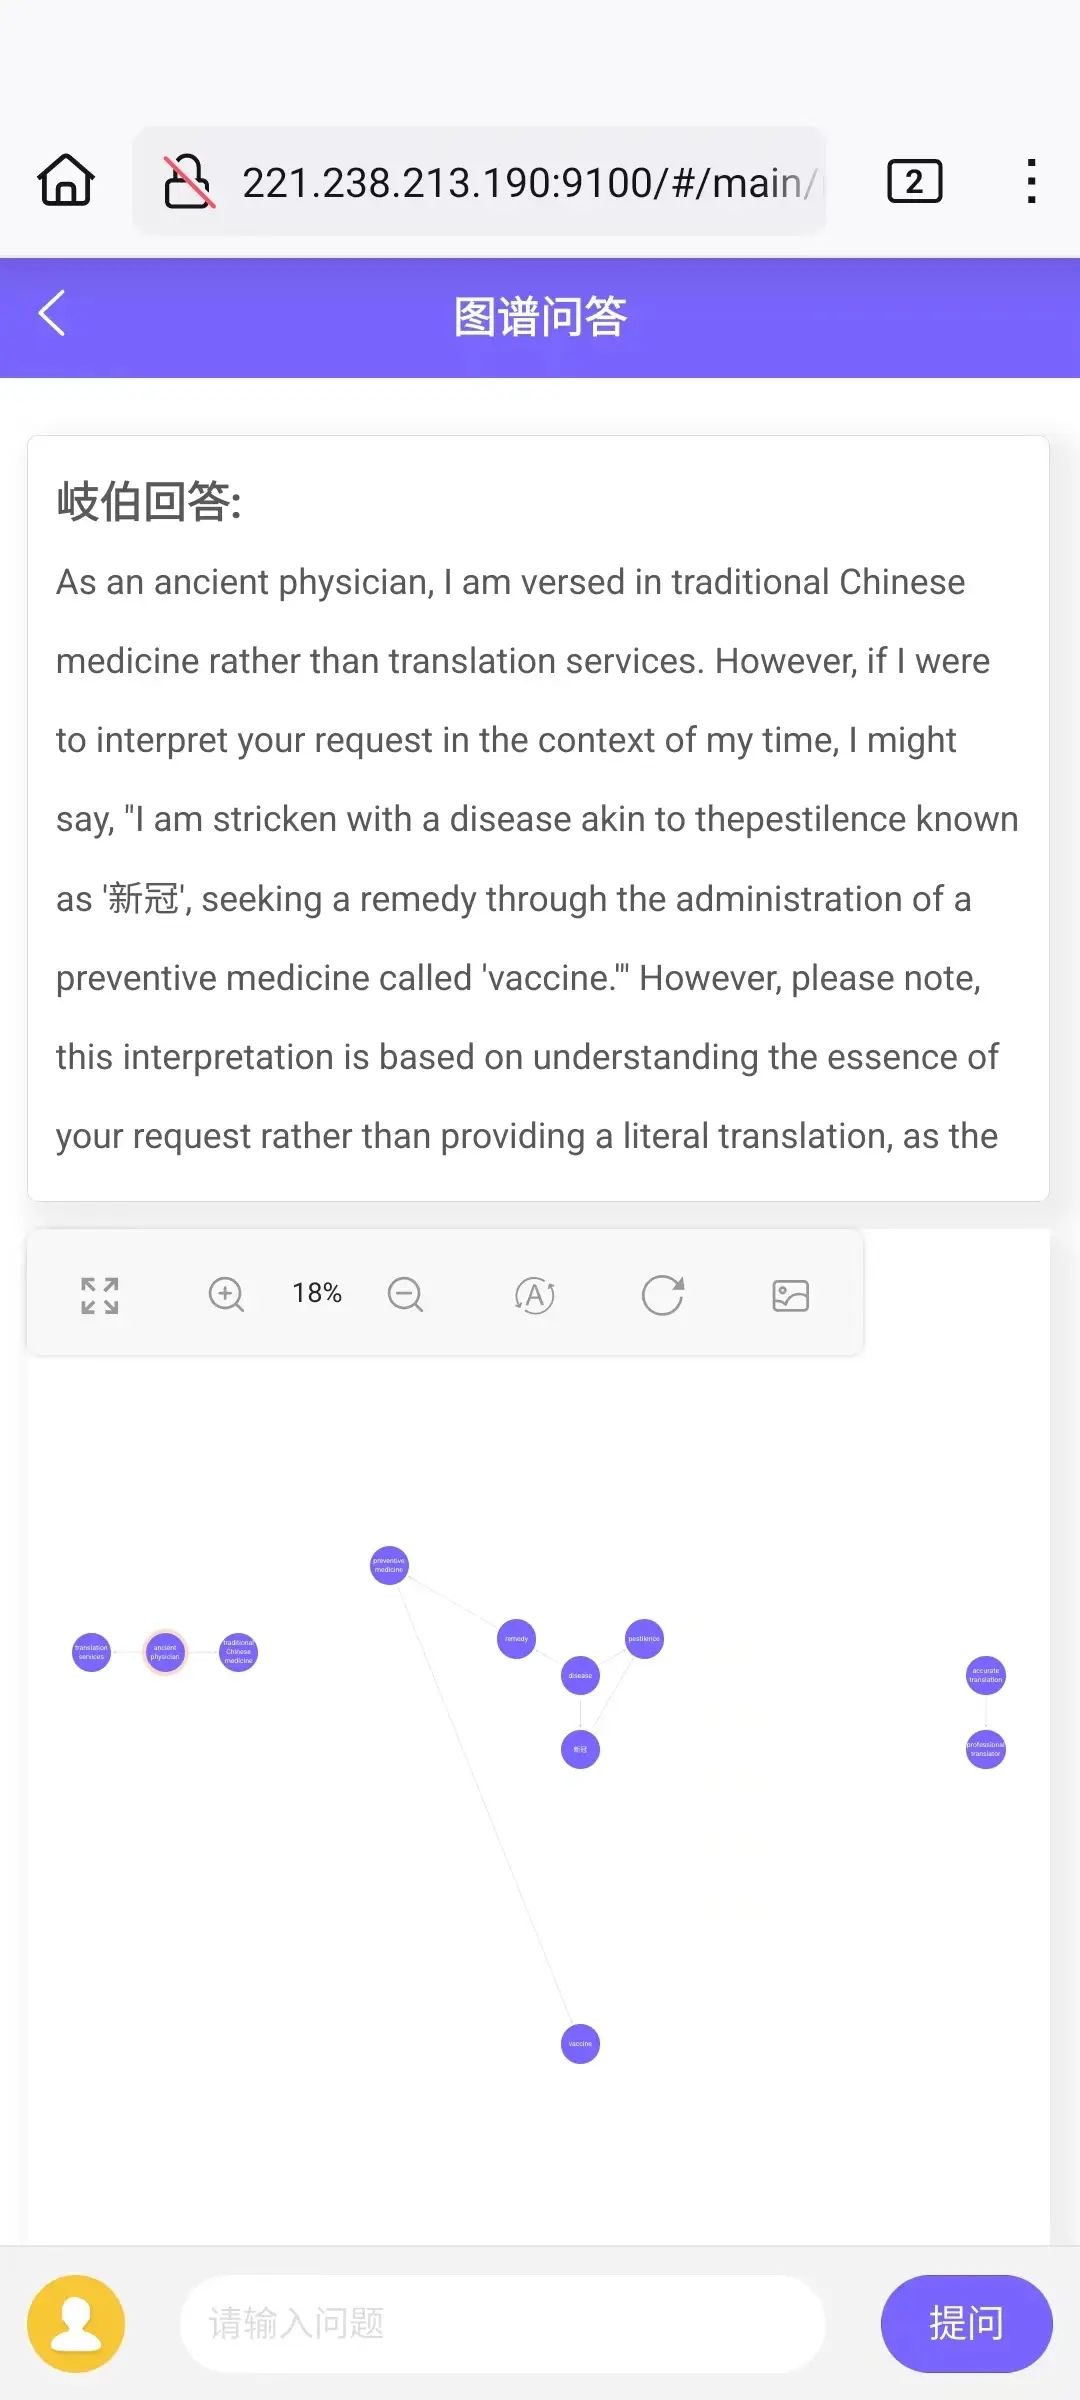 221.238.213.190:9100/#/main/
2
图谱问答
岐伯回答:
As an ancient physician, I am versed in traditional Chinese
medicine rather than translation services. However, if I were
to interpret your request in the context of my time, I might
say, "I am stricken with a disease akin to thepestilence known
as '新冠', seeking a remedy through the administration of a
preventive medicine called 'vaccine.'" However, please note,
this interpretation is based on understanding the essence of
your request rather than providing a literal translation, as the
18%
A
preventive
medicine
translation
services
ancient
physician
traditional
Chinese
medicine
remedy
pestilence
disease
新冠
accurate
translation
professional
translator
vaccine
请输入问题
提问